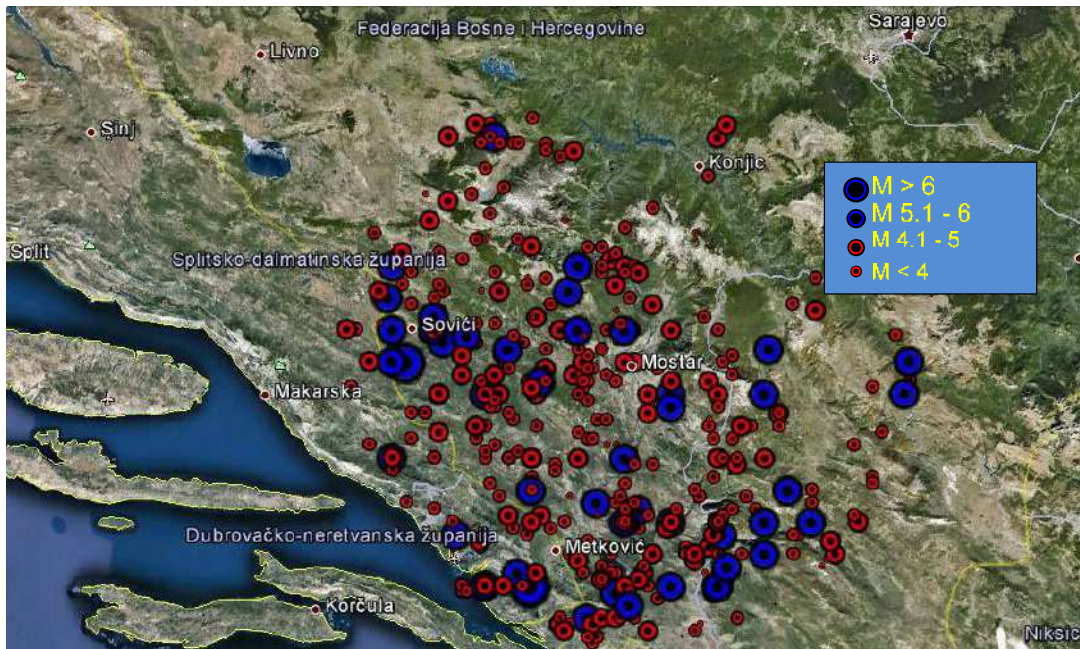 Federacija Bosne i Hercegovine
Sarajevo
Livno
Sinj
Konjic
M > 6
M 5.1 - 6
M 4.1 - 5
M < 4
Split
Splitsko-dalmatinska županija
Sovići
Mostar
Makarska
Dubrovačko-neretvanska županija
Metković
Korčula
Niksic